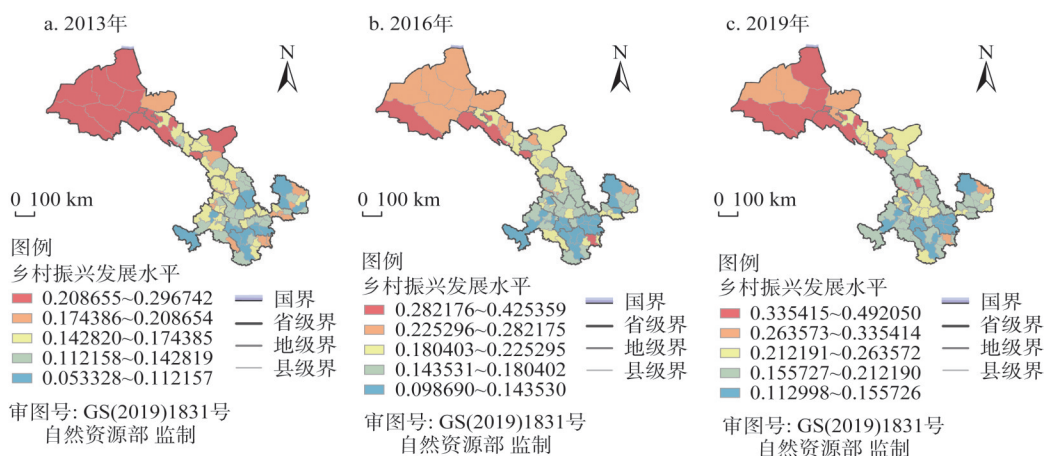 a. 2013年
N
0 100 km
图例
乡村振兴发展水平
0.208655~0.296742
0.174386~0.208654
0.142820~0.174385
0.112158~0.142819
0.053328~0.112157
国界
省级界
地级界
县级界
审图号: GS(2019)1831号
自然资源部 监制
b. 2016年
N
0 100 km
图例
乡村振兴发展水平
0.282176~0.425359
0.225296~0.282175
0.180403~0.225295
0.143531~0.180402
0.098690~0.143530
国界
省级界
地级界
县级界
审图号: GS(2019)1831号
自然资源部 监制
c. 2019年
N
0 100 km
图例
乡村振兴发展水平
0.335415~0.492050
0.263573~0.335414
0.212191~0.263572
0.155727~0.212190
0.112998~0.155726
国界
省级界
地级界
县级界
审图号: GS(2019)1831号
自然资源部 监制